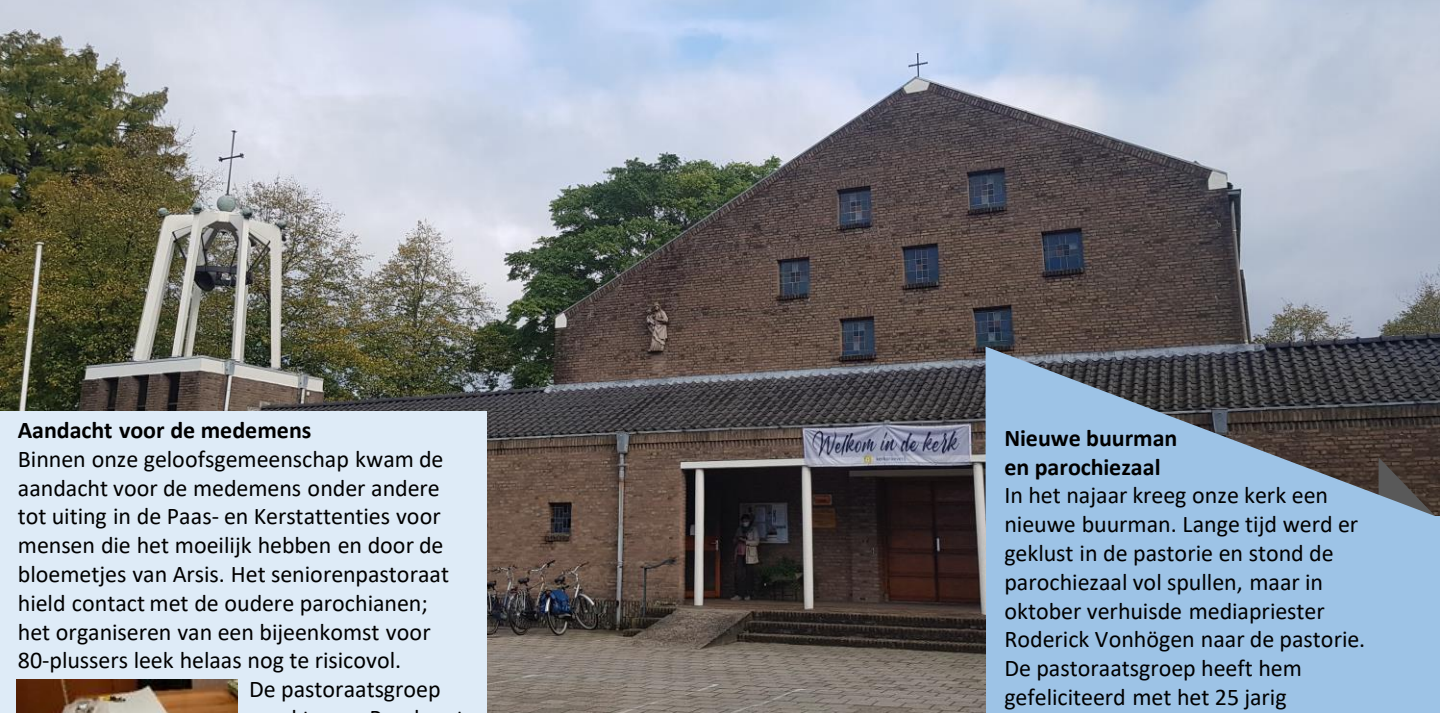 Welkom in de kerk
Aandacht voor de medemens
Binnen onze geloofsgemeenschap kwam de
aandacht voor de medemens onder andere
tot uiting in de Paas- en Kerstattenties voor
mensen die het moeilijk hebben en door de
bloemetjes van Arsis. Het seniorenpastoraat
hield contact met de oudere parochianen;
het organiseren van een bijeenkomst voor
80-plussers leek helaas nog te risicovol.
De pastoraatsgroep
Nieuwe buurman
en parochiezaal
In het najaar kreeg onze kerk een
nieuwe buurman. Lange tijd werd er
geklust in de pastorie en stond de
parochiezaal vol spullen, maar in
oktober verhuisde mediapriester
Roderick Vonhögen naar de pastorie.
De pastoraatsgroep heeft hem
gefeliciteerd met het 25 jarig